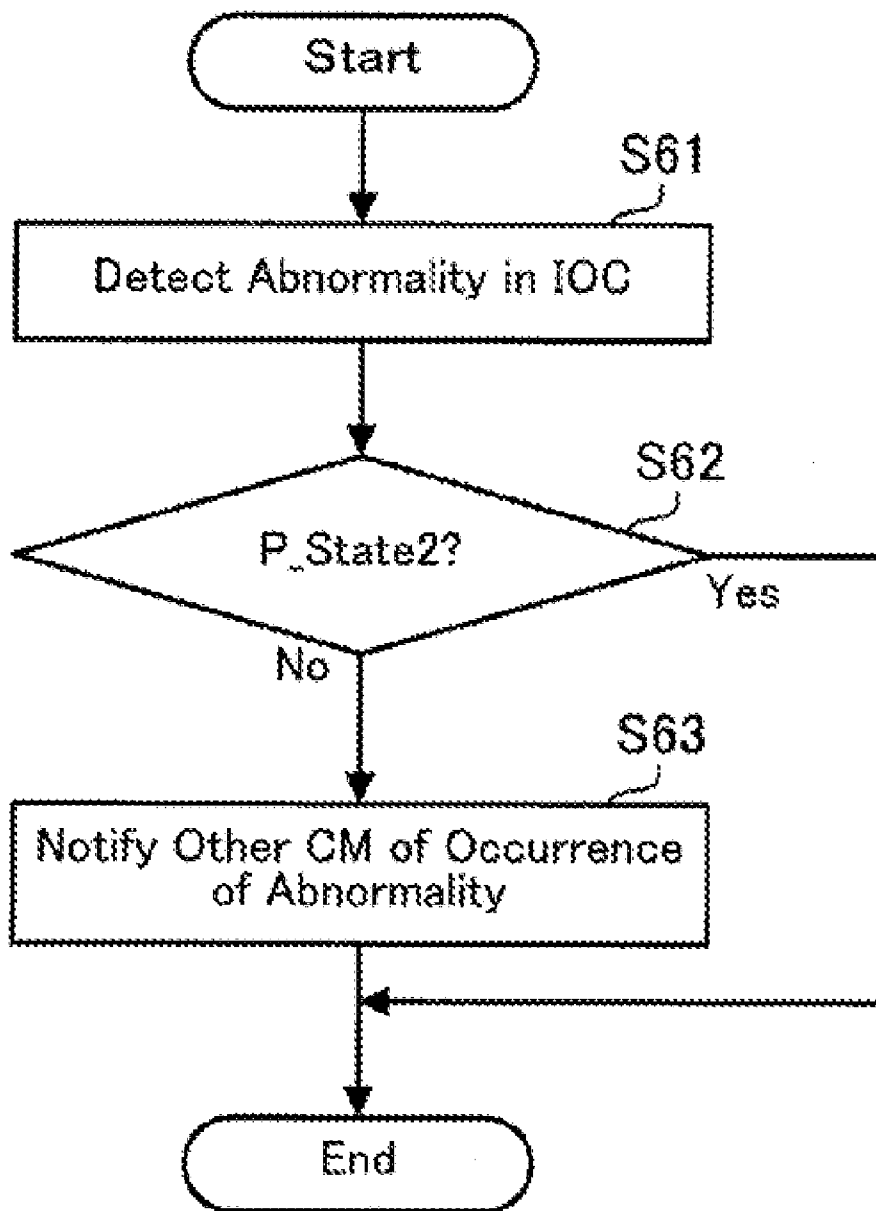 Start
S61
Detect Abnormality in IOC
S62
P_State2?
Yes
No
S63
Notify Other CM of Occurrence
of Abnormality
End